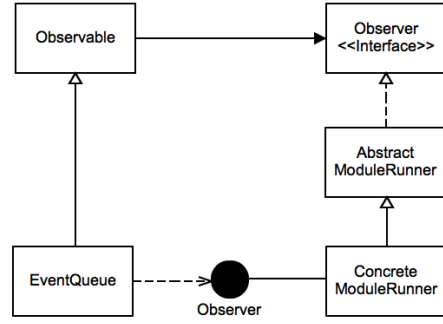 Observable
Observer
<<Interface>>
Abstract
ModuleRunner
EventQueue
Observer
Concrete
ModuleRunner